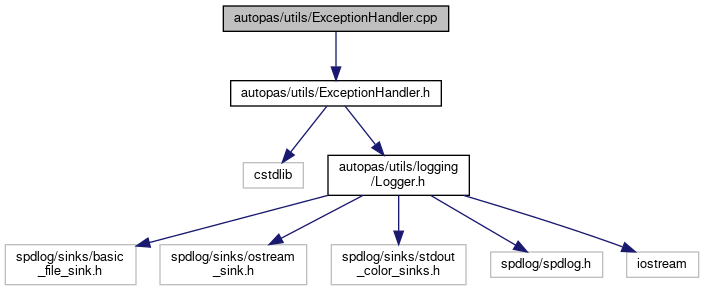 autopas/utils/ExceptionHandler.cpp
autopas/utils/ExceptionHandler.h
cstdlib
autopas/utils/logging
/Logger.h
spdlog/sinks/basic
_file_sink.h
spdlog/sinks/ostream
_sink.h
spdlog/sinks/stdout
_color_sinks.h
spdlog/spdlog.h
iostream